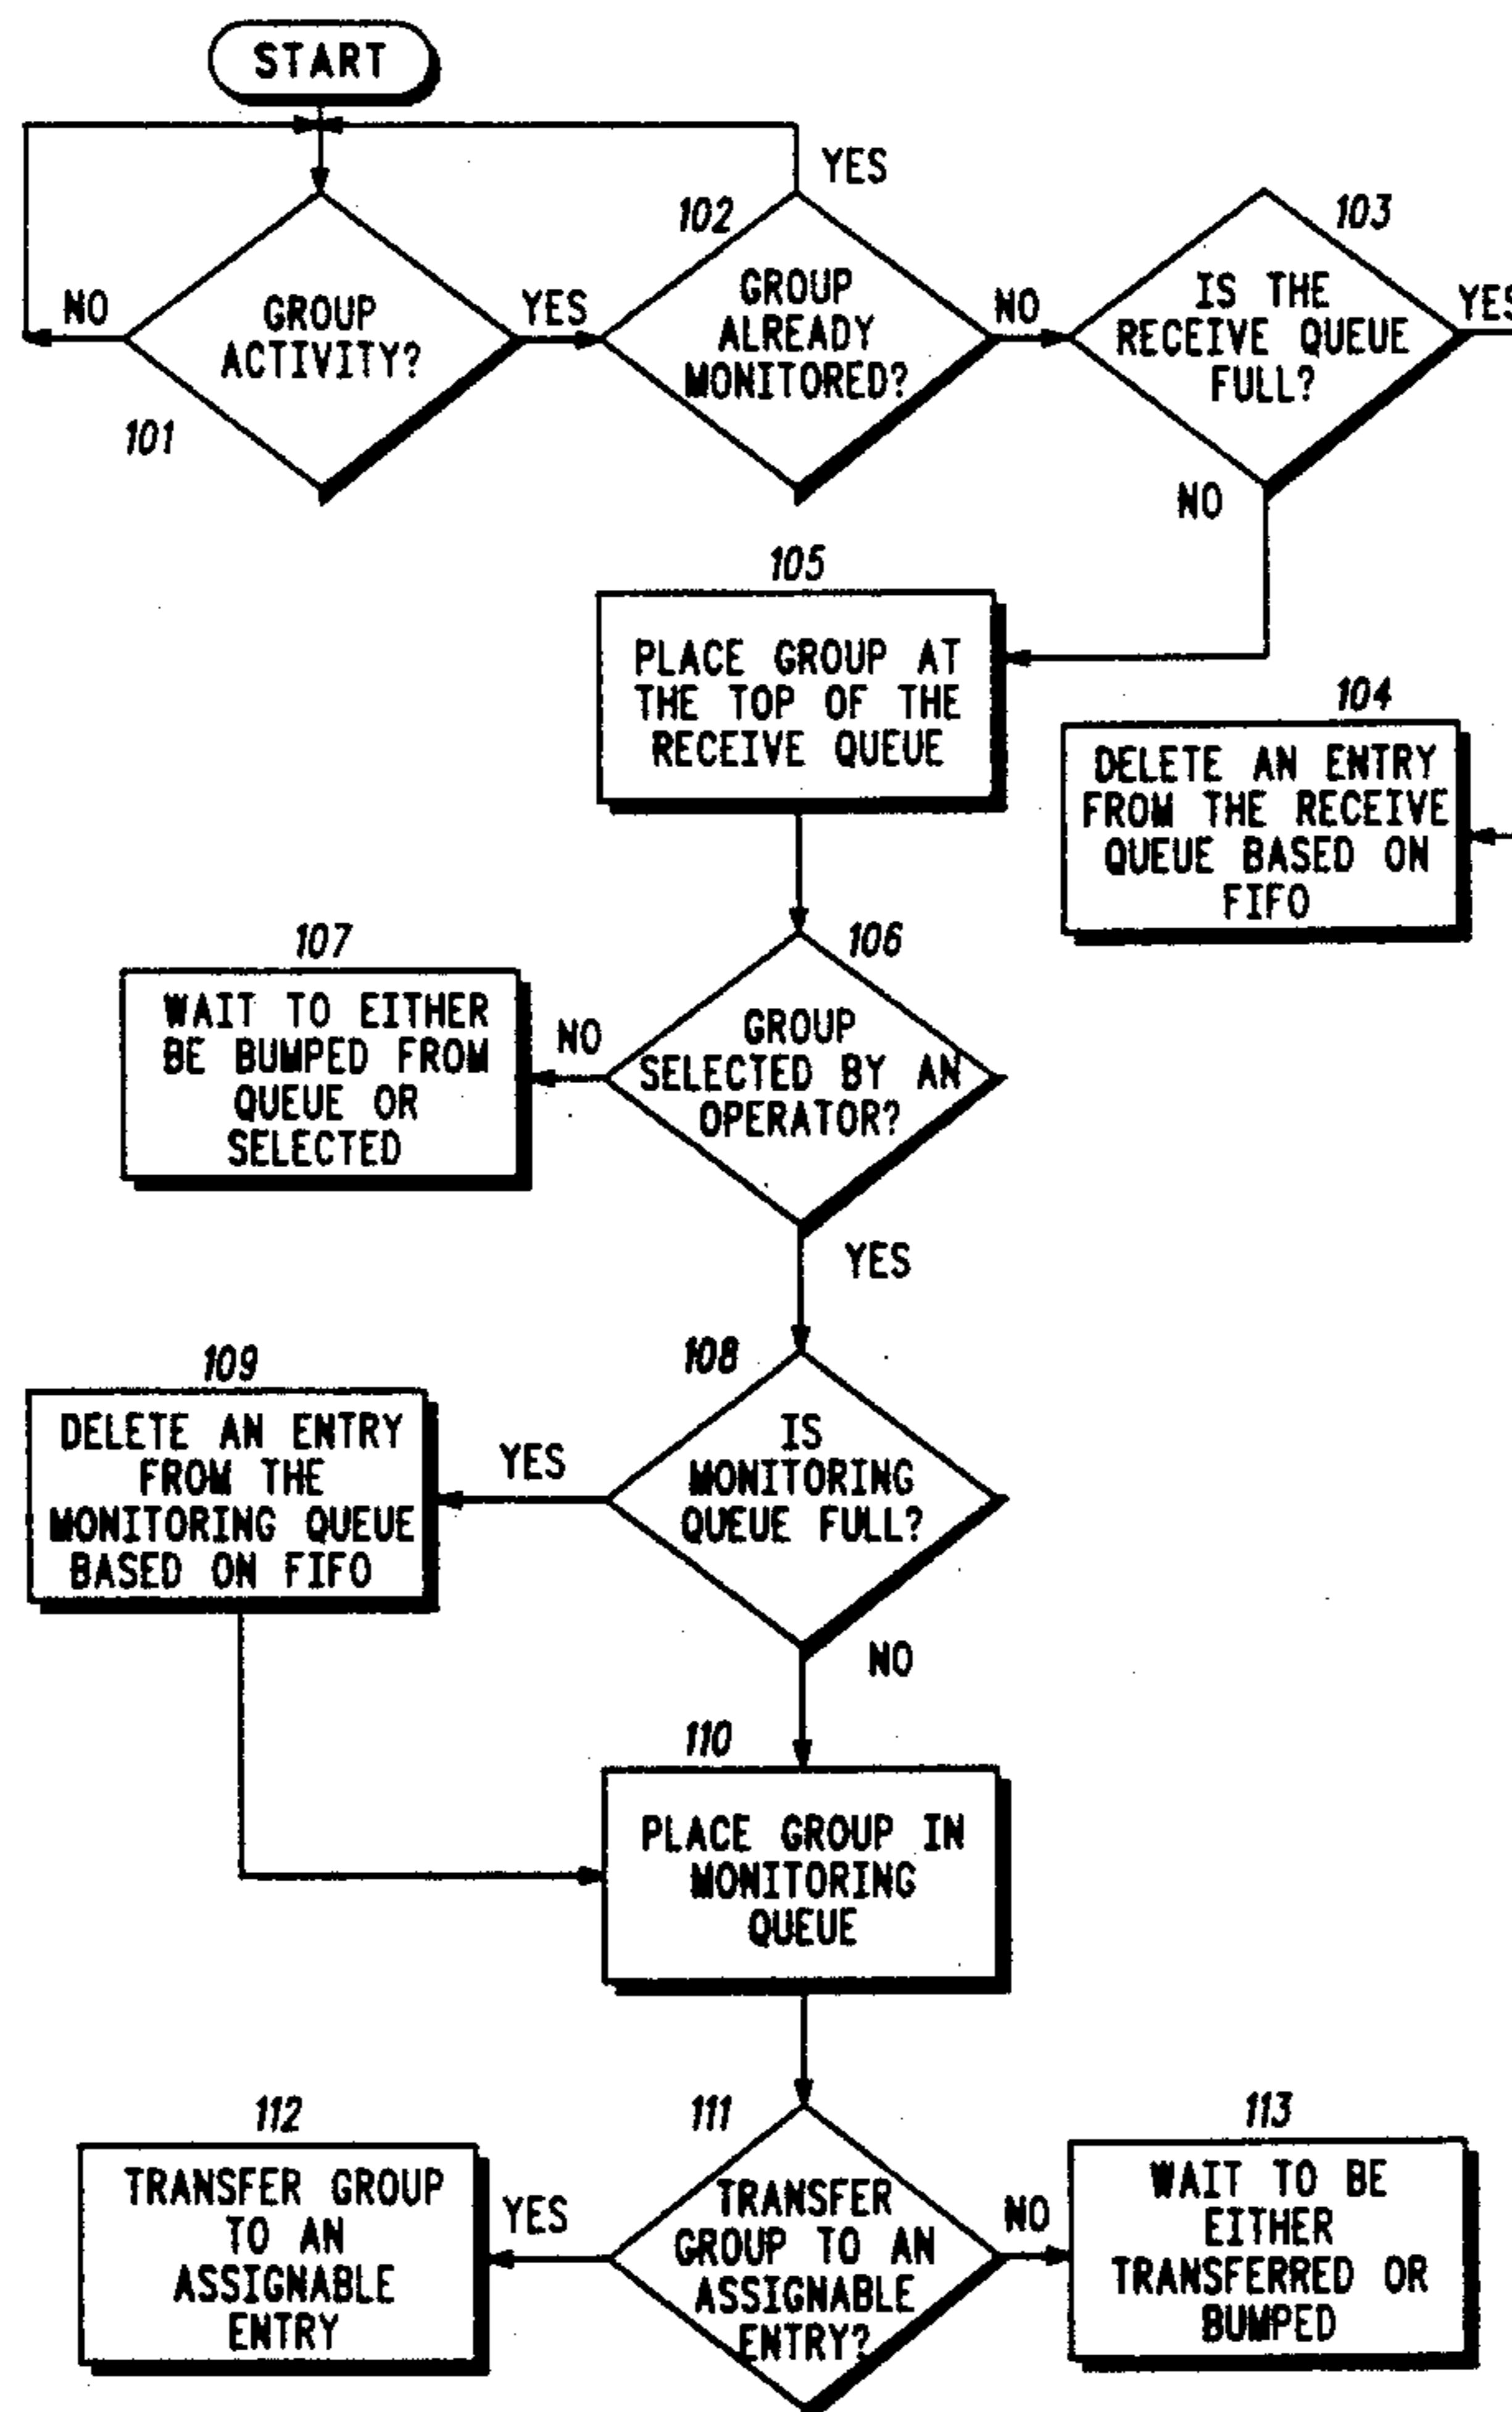 START
YES
102
103
NO
GROUP
ACTIVITY?
YES
GROUP
ALREADY
MONITORED?
NO
IS THE
RECEIVE QUEUE
FULL?
YES
101
NO
105
PLACE GROUP AT
THE TOP OF THE
RECEIVE QUEUE
104
DELETE AN ENTRY
FROM THE RECEIVE
QUEUE BASED ON
FIFO
107
WAIT TO EITHER
BE BUMPED FROM
QUEUE OR
SELECTED
NO
106
GROUP
SELECTED BY AN
OPERATOR?
YES
109
DELETE AN ENTRY
FROM THE
MONITORING QUEUE
BASED ON FIFO
YES
108
IS
MONITORING
QUEUE FULL?
NO
110
PLACE GROUP IN
MONITORING
QUEUE
112
TRANSFER GROUP
TO AN
ASSIGNABLE
ENTRY
YES
111
TRANSFER
GROUP TO AN
ASSIGNABLE
ENTRY?
NO
113
WAIT TO BE
EITHER
TRANSFERRED OR
BUMPED